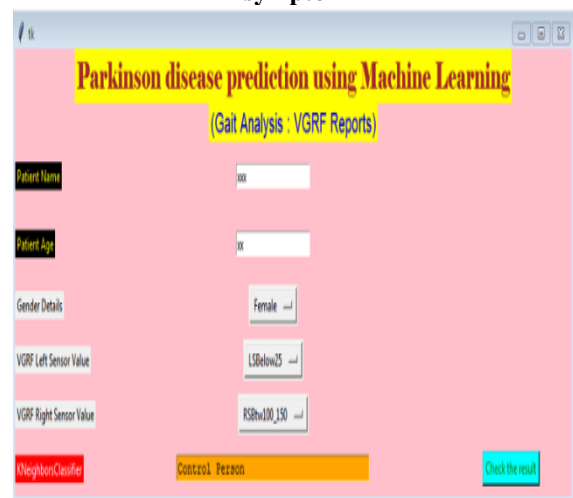 tk
Parkinson disease prediction using Machine Learning
(Gait Analysis : VGRF Reports)
Patient Name xxx
Patient Age xx
Gender Details Female
VGRF Left Sensor Value LSBelow25
VGRF Right Sensor Value RSBtw100_150
KNeighborsClassifier Control Person Check the result